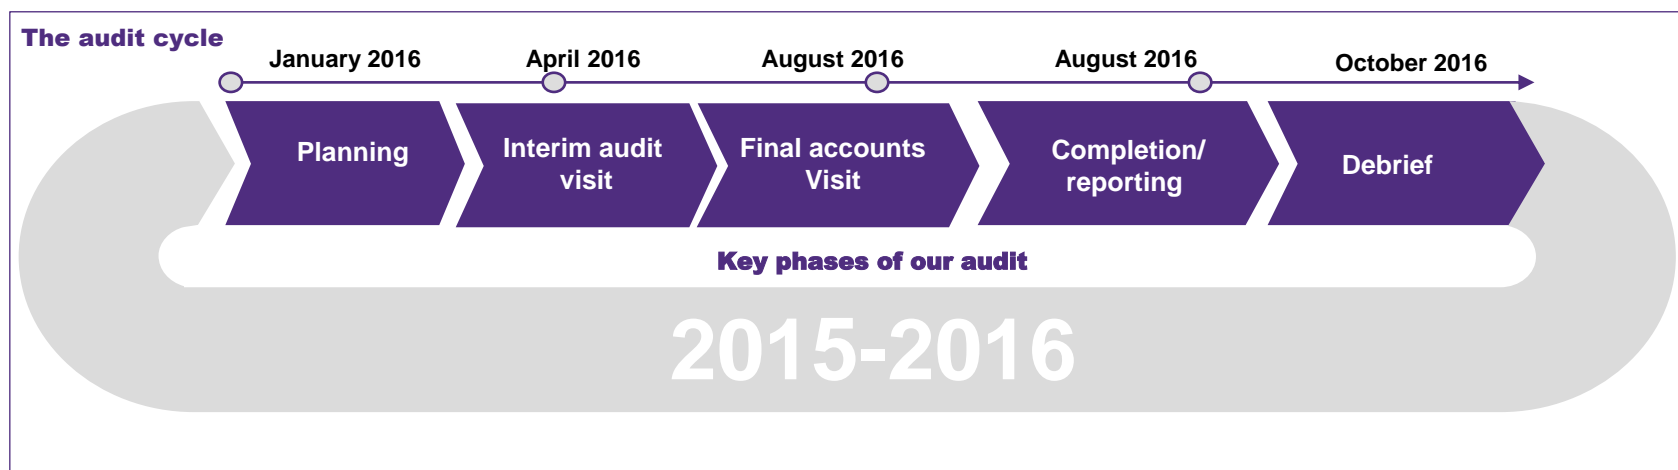 The audit cycle
January 2016
April 2016
August 2016
August 2016
October 2016
Planning
Interim audit
visit
Final accounts
Visit
Completion/
reporting
Debrief
Key phases of our audit
2015-2016